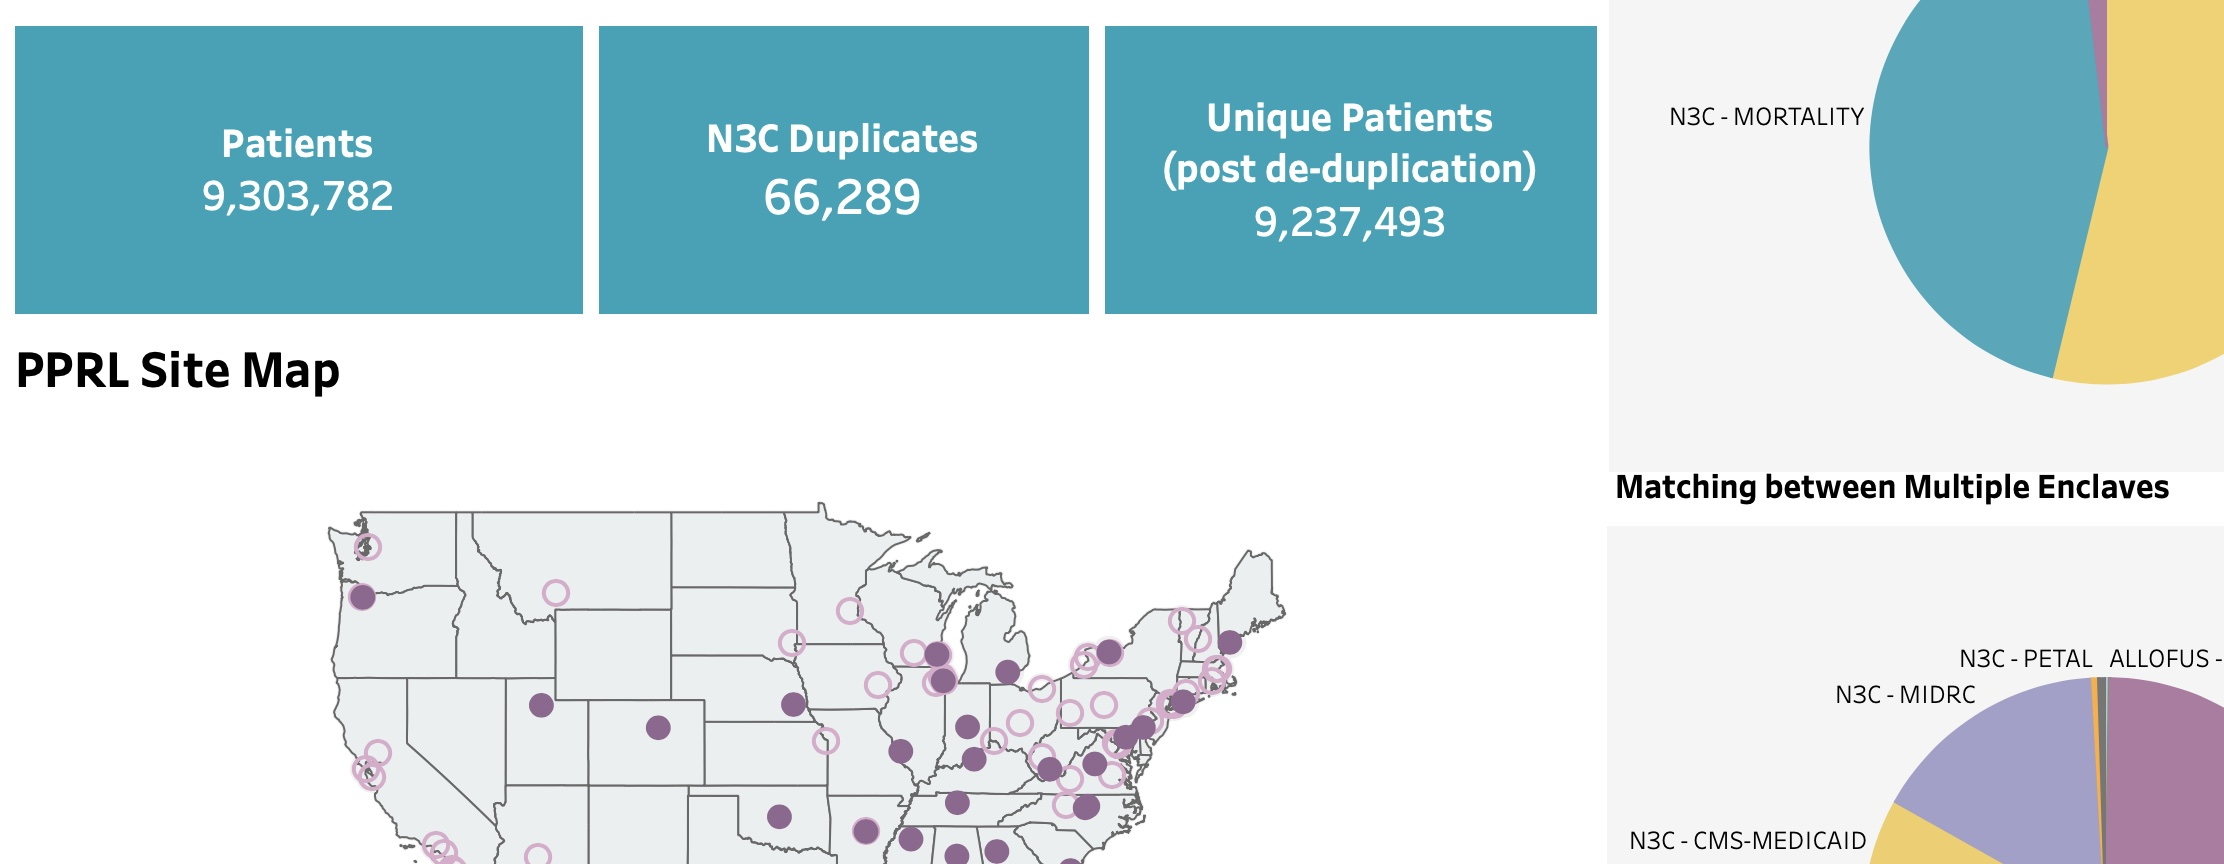 Patients
9,303,782
N3C Duplicates
66,289
Unique Patients
(post de-duplication)
9,237,493
PPRL Site Map
N3C - MORTALITY
Matching between Multiple Enclaves
N3C - PETAL
ALLOFUS -
N3C - MIDRC
N3C - CMS-MEDICAID